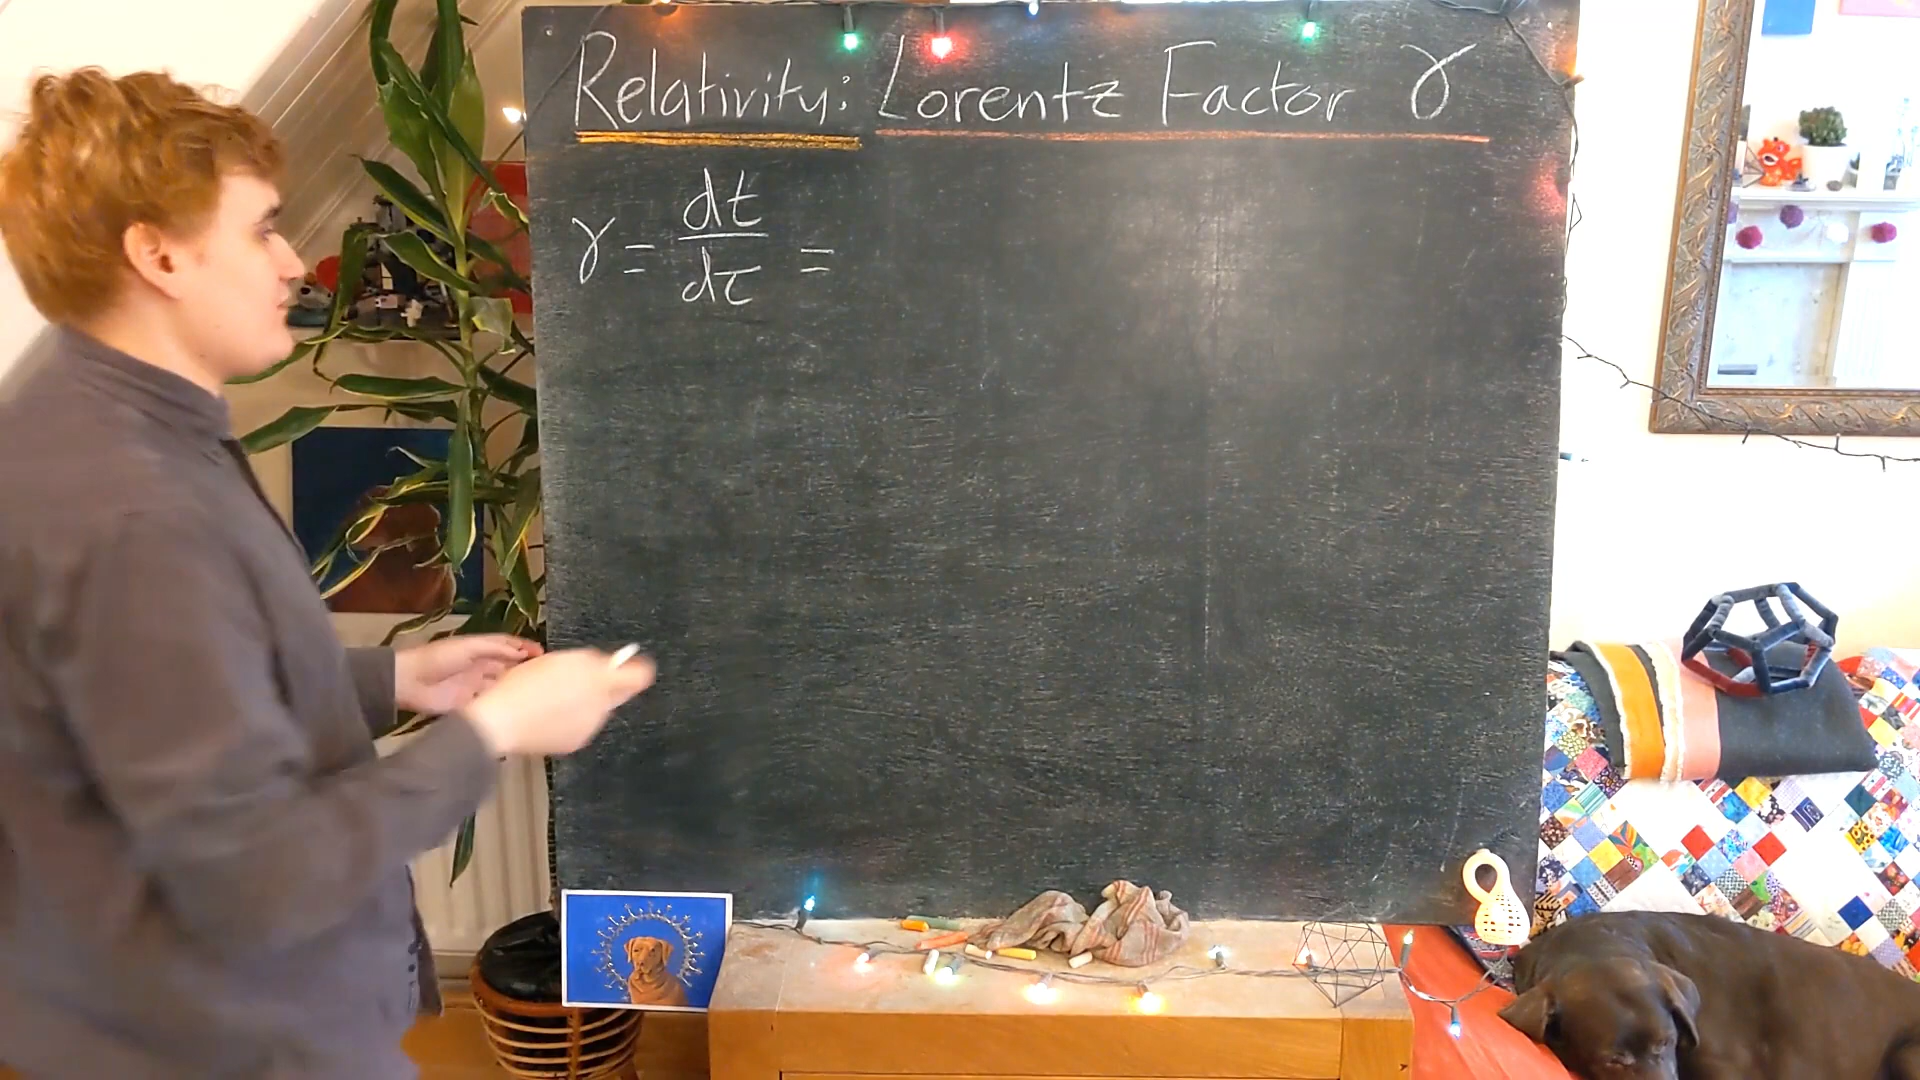 Relativity: Lorentz Factor γ
γ = dt/dτ =